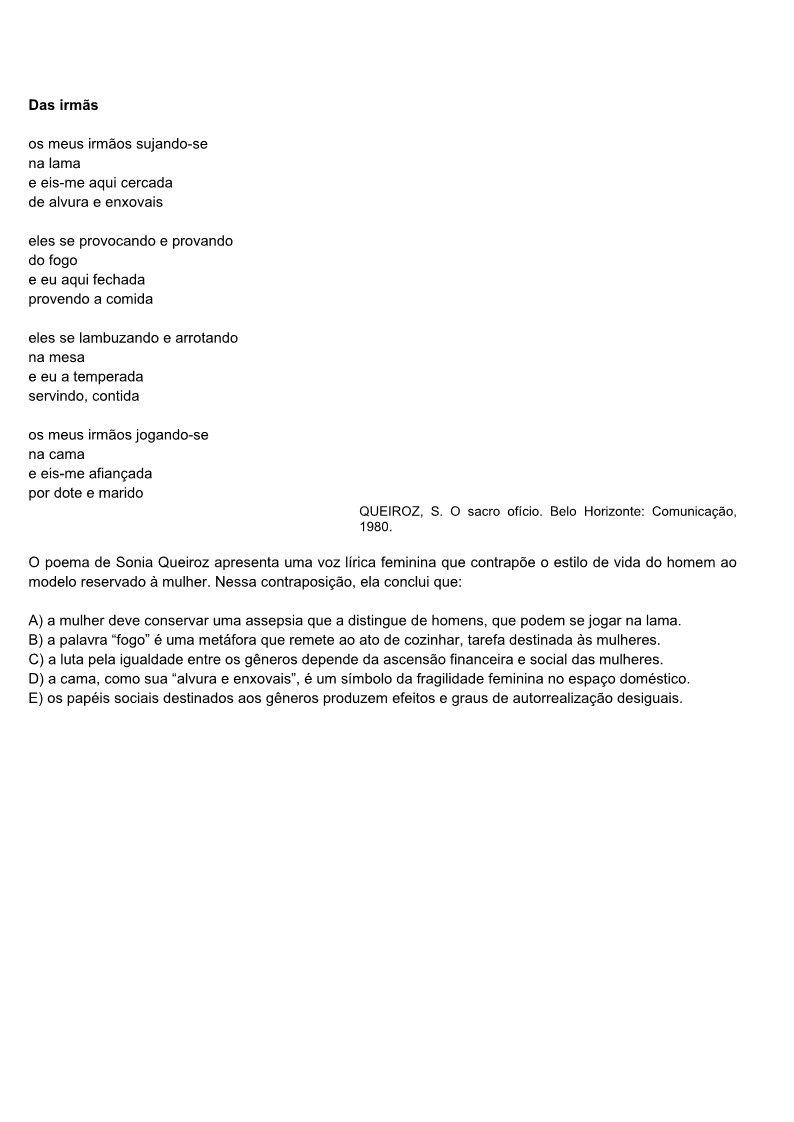 Das irmãs
os meus irmãos sujando-se
na lama
e eis-me aqui cercada
de alvura e enxovais
eles se provocando e provando
do fogo
e eu aqui fechada
provendo a comida
eles se lambuzando e arrotando
na mesa
e eu a temperada
servindo, contida
os meus irmãos jogando-se
na cama
e eis-me afiançada
por dote e marido
QUEIROZ, S. O sacro ofício. Belo Horizonte: Comunicação,
1980.
O poema de Sonia Queiroz apresenta uma voz lírica feminina que contrapõe o estilo de vida do homem ao
modelo reservado à mulher. Nessa contraposição, ela conclui que:
A) a mulher deve conservar uma assepsia que a distingue de homens, que podem se jogar na lama.
B) a palavra “fogo” é uma metáfora que remete ao ato de cozinhar, tarefa destinada às mulheres.
C) a luta pela igualdade entre os gêneros depende da ascensão financeira e social das mulheres.
D) a cama, como sua “alvura e enxovais”, é um símbolo da fragilidade feminina no espaço doméstico.
E) os papéis sociais destinados aos gêneros produzem efeitos e graus de autorrealização desiguais.